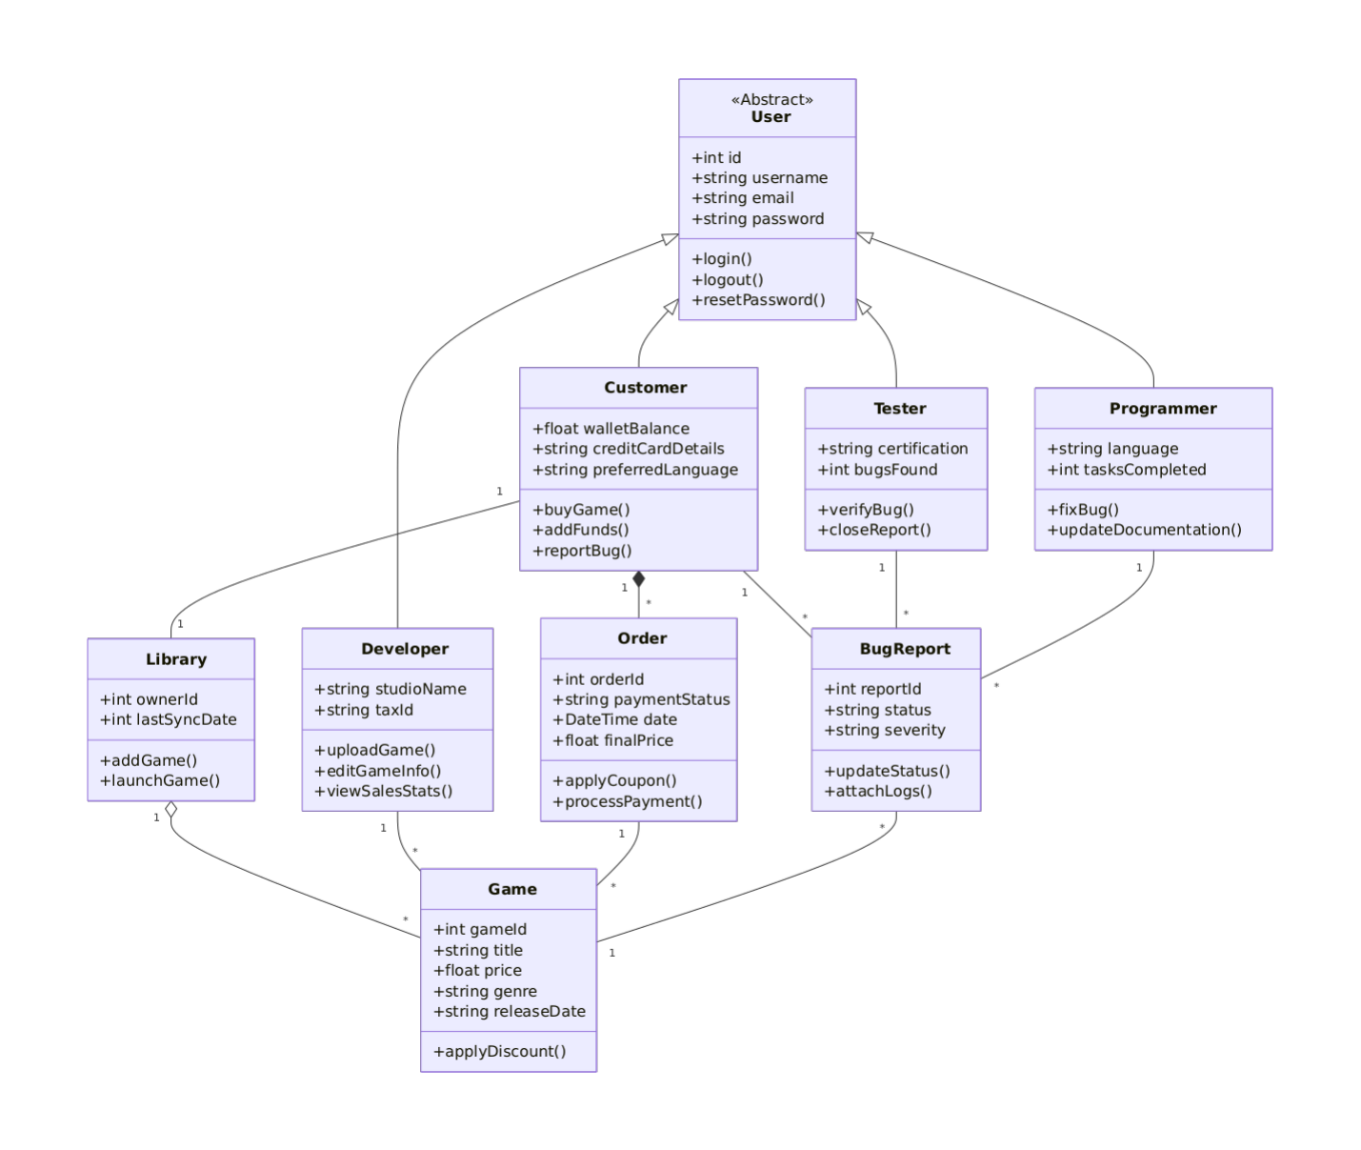 «Abstract»
User
+int id
+string username
+string email
+string password
+login()
+logout()
+resetPassword()
Customer
+float walletBalance
+string creditCardDetails
+string preferredLanguage
+buyGame()
+addFunds()
+reportBug()
Tester
+string certification
+int bugsFound
+verifyBug()
+closeReport()
Programmer
+string language
+int tasksCompleted
+fixBug()
+updateDocumentation()
1
1
1
*
1
*
1
*
1
*
Library
+int ownerId
+int lastSyncDate
+addGame()
+launchGame()
Developer
+string studioName
+string taxId
+uploadGame()
+editGameInfo()
+viewSalesStats()
Order
+int orderId
+string paymentStatus
+DateTime date
+float finalPrice
+applyCoupon()
+processPayment()
BugReport
+int reportId
+string status
+string severity
+updateStatus()
+attachLogs()
1
*
1
*
1
*
*
1
Game
+int gameId
+string title
+float price
+string genre
+string releaseDate
+applyDiscount()